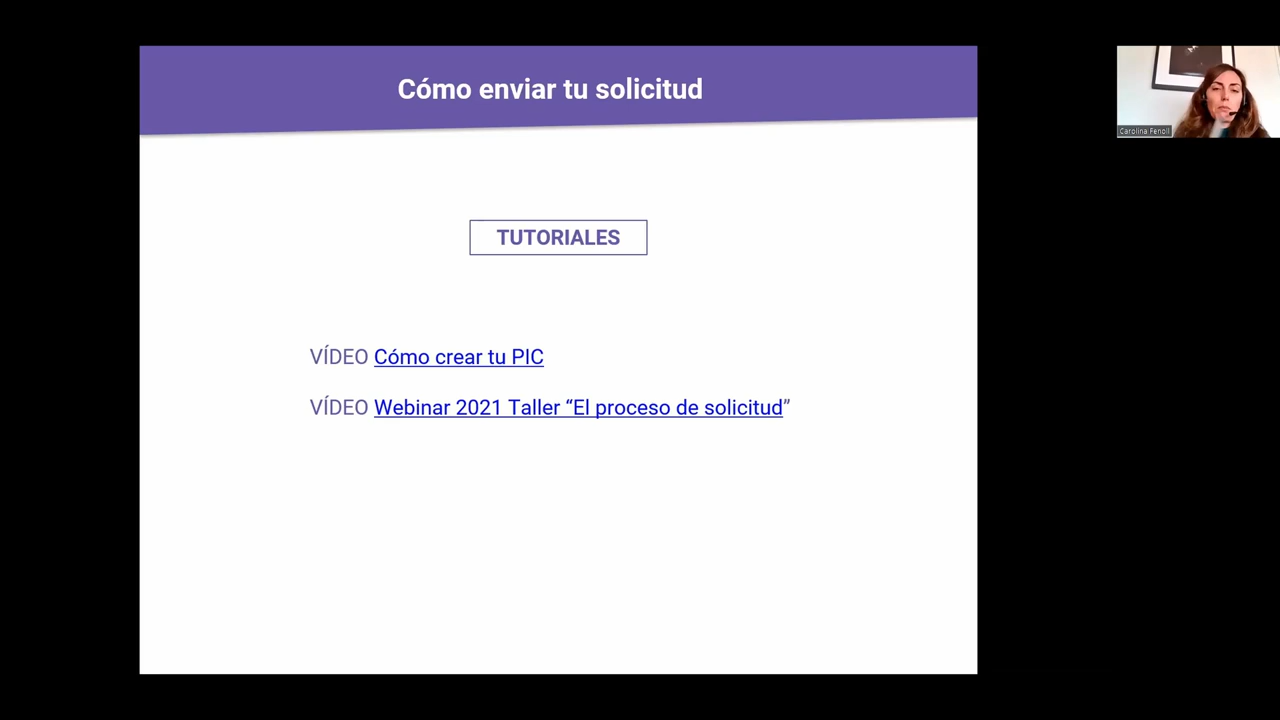 Cómo enviar tu solicitud
Carolina Fenoll
TUTORIALES
VÍDEO Cómo crear tu PIC
VÍDEO Webinar 2021 Taller “El proceso de solicitud”